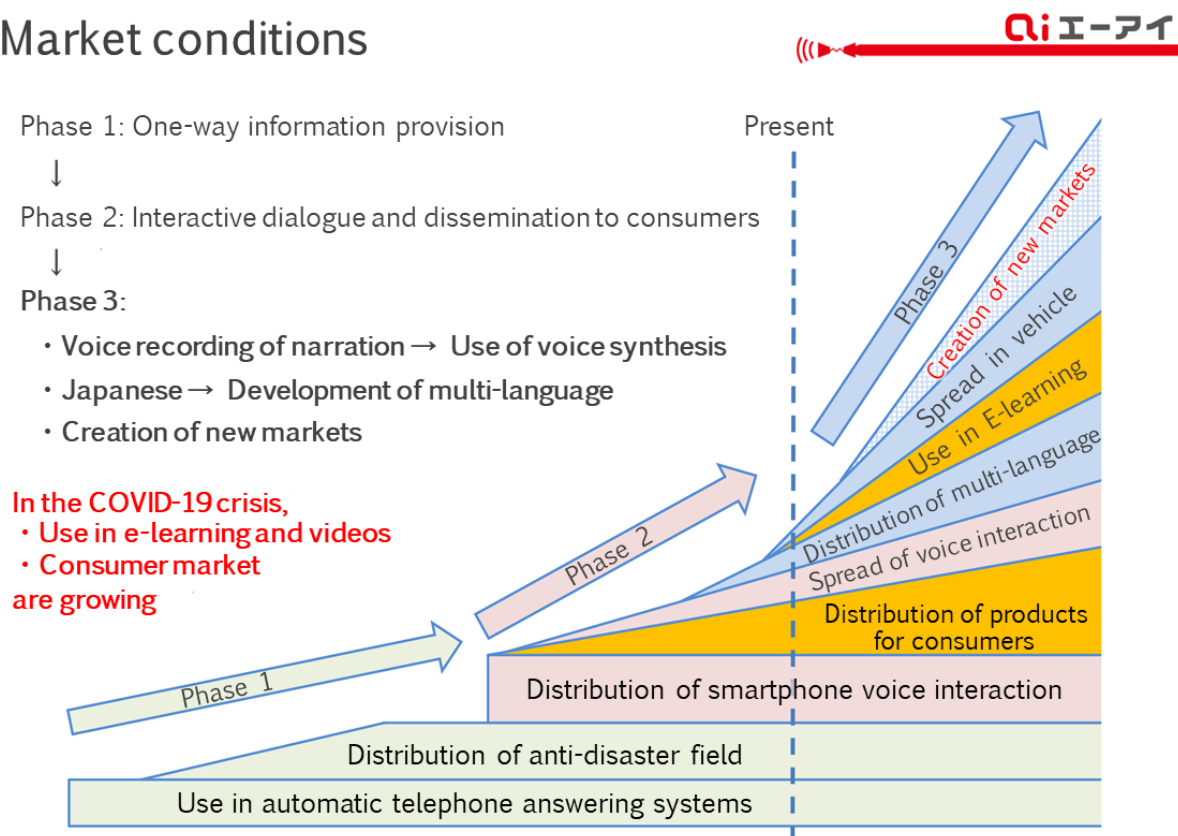 Market conditions
ai エーアイ
Phase 1: One-way information provision
↓
Phase 2: Interactive dialogue and dissemination to consumers
↓
Phase 3:
・Voice recording of narration → Use of voice synthesis
・Japanese → Development of multi-language
・Creation of new markets
In the COVID-19 crisis,
・Use in e-learning and videos
・Consumer market
are growing
Present
Phase 3
Creation of new markets
Spread in vehicle
Use in E-learning
Distribution of multi-language
Spread of voice interaction
Phase 2
Distribution of products
for consumers
Phase 1
Distribution of smartphone voice interaction
Distribution of anti-disaster field
Use in automatic telephone answering systems